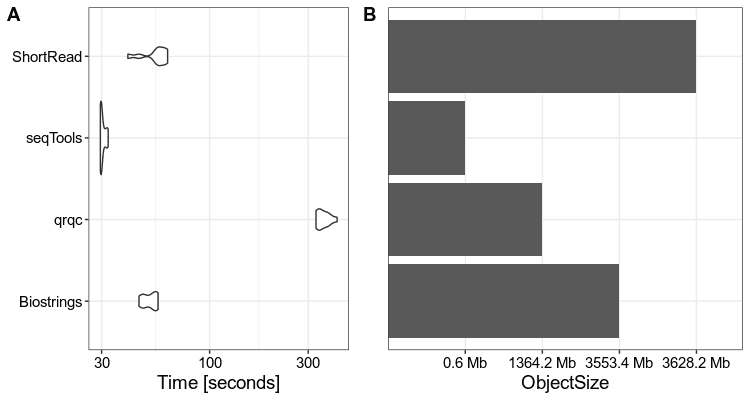 A
B
ShortRead
seqTools
qrqc
Biostrings
30 100 300
0.6 Mb 1364.2 Mb 3553.4 Mb 3628.2 Mb
Time [seconds]
ObjectSize